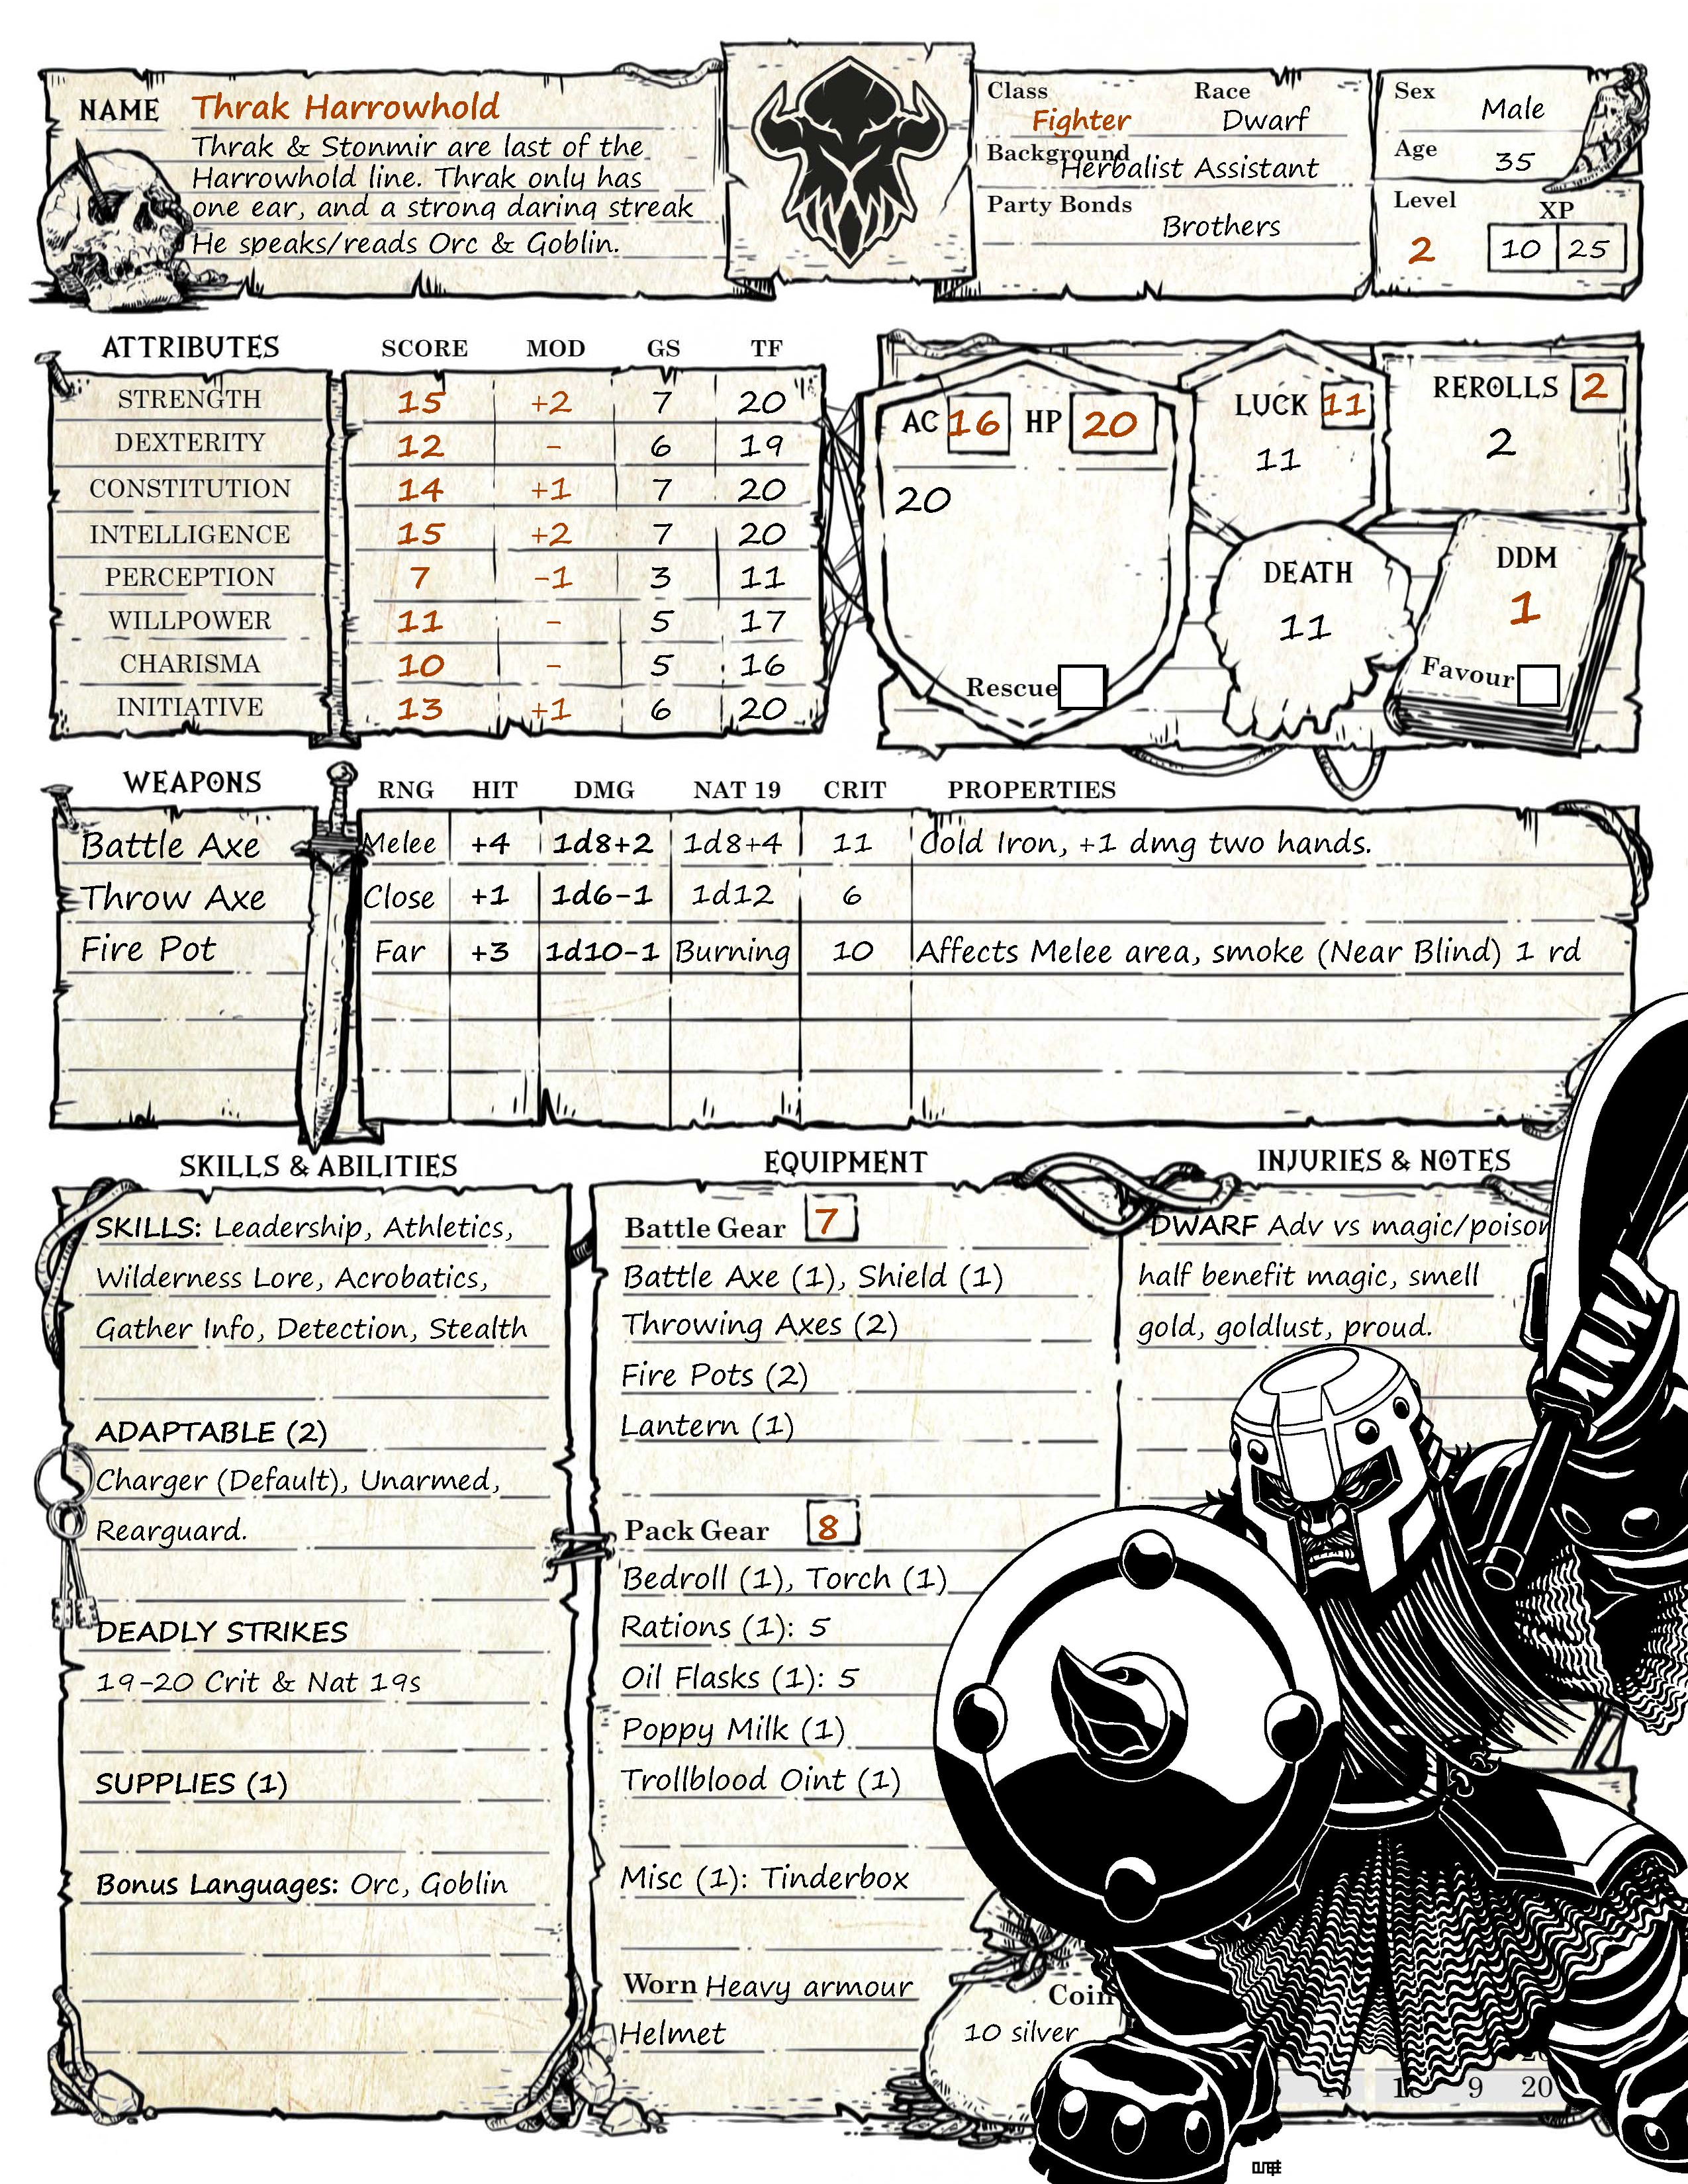 NAME Thrak Harrowhold
Thrak & Stonmir are last of the
Harrowhold line. Thrak only has
one ear, and a strong daring streak
He speaks/reads Orc & Goblin.
Class Race
Fighter Dwarf
Background Herbalist Assistant
Party Bonds
Brothers
Sex Male
Age 35
Level XP
2 10 25
ATTRIBUTES SCORE MOD GS TF
STRENGTH 15 +2 7 20
DEXTERITY 12 - 6 19
CONSTITUTION 14 +1 7 20
INTELLIGENCE 15 +2 7 20
PERCEPTION 7 -1 3 11
WILLPOWER 11 - 5 17
CHARISMA 10 - 5 16
INITIATIVE 13 +1 6 20
AC 16 HP 20
20
Rescue
LUCK 11
11
REROLLS 2
2
DEATH
11
DDM
1
Favour
WEAPONS RNG HIT DMG NAT 19 CRIT PROPERTIES
Battle Axe Melee +4 1d8+2 1d8+4 11 Cold Iron, +1 dmg two hands.
Throw Axe Close +1 1d6-1 1d12 6
Fire Pot Far +3 1d10-1 Burning 10 Affects Melee area, smoke (Near Blind) 1 rd
SKILLS & ABILITIES
SKILLS: Leadership, Athletics,
Wilderness Lore, Acrobatics,
Gather Info, Detection, Stealth
ADAPTABLE (2)
Charger (Default), Unarmed,
Rearguard.
DEADLY STRIKES
19-20 Crit & Nat 19s
SUPPLIES (1)
Bonus Languages: Orc, Goblin
EQUIPMENT
Battle Gear 7
Battle Axe (1), Shield (1)
Throwing Axes (2)
Fire Pots (2)
Lantern (1)
Pack Gear 8
Bedroll (1), Torch (1)
Rations (1): 5
Oil Flasks (1): 5
Poppy Milk (1)
Trollblood Oint (1)
Misc (1): Tinderbox
Worn Heavy armour
Helmet
Coin
10 silver
INJURIES & NOTES
DWARF Adv vs magic/poison
half benefit magic, smell
gold, goldlust, proud.
9 20